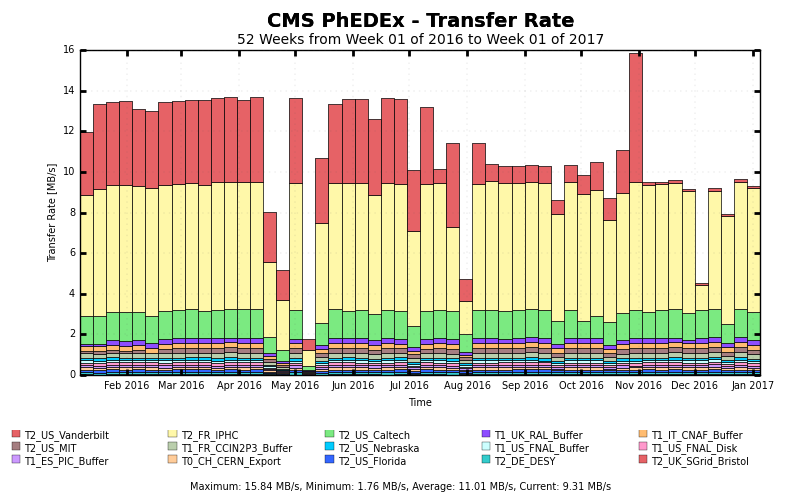 CMS PhEDEx - Transfer Rate
52 Weeks from Week 01 of 2016 to Week 01 of 2017
16
14
12
10
8
6
4
2
0
Transfer Rate [MB/s]
Feb 2016 Mar 2016 Apr 2016 May 2016 Jun 2016 Jul 2016 Aug 2016 Sep 2016 Oct 2016 Nov 2016 Dec 2016 Jan 2017
Time
T2_US_Vanderbilt T2_FR_IPHC T2_US_Caltech T1_UK_RAL_Buffer T1_IT_CNAF_Buffer
T2_US_MIT T1_FR_CCIN2P3_Buffer T2_US_Nebraska T1_US_FNAL_Buffer T1_US_FNAL_Disk
T1_ES_PIC_Buffer T0_CH_CERN_Export T2_US_Florida T2_DE_DESY T2_UK_SGrid_Bristol
Maximum: 15.84 MB/s, Minimum: 1.76 MB/s, Average: 11.01 MB/s, Current: 9.31 MB/s